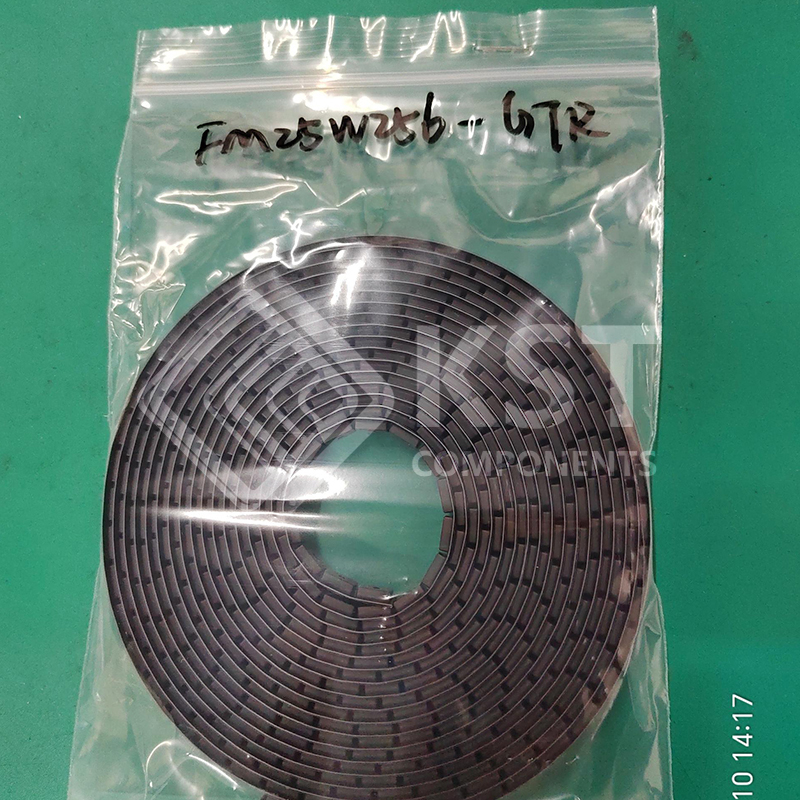 FM25W256-GTR
KST
COMPONENTS
10 14:17